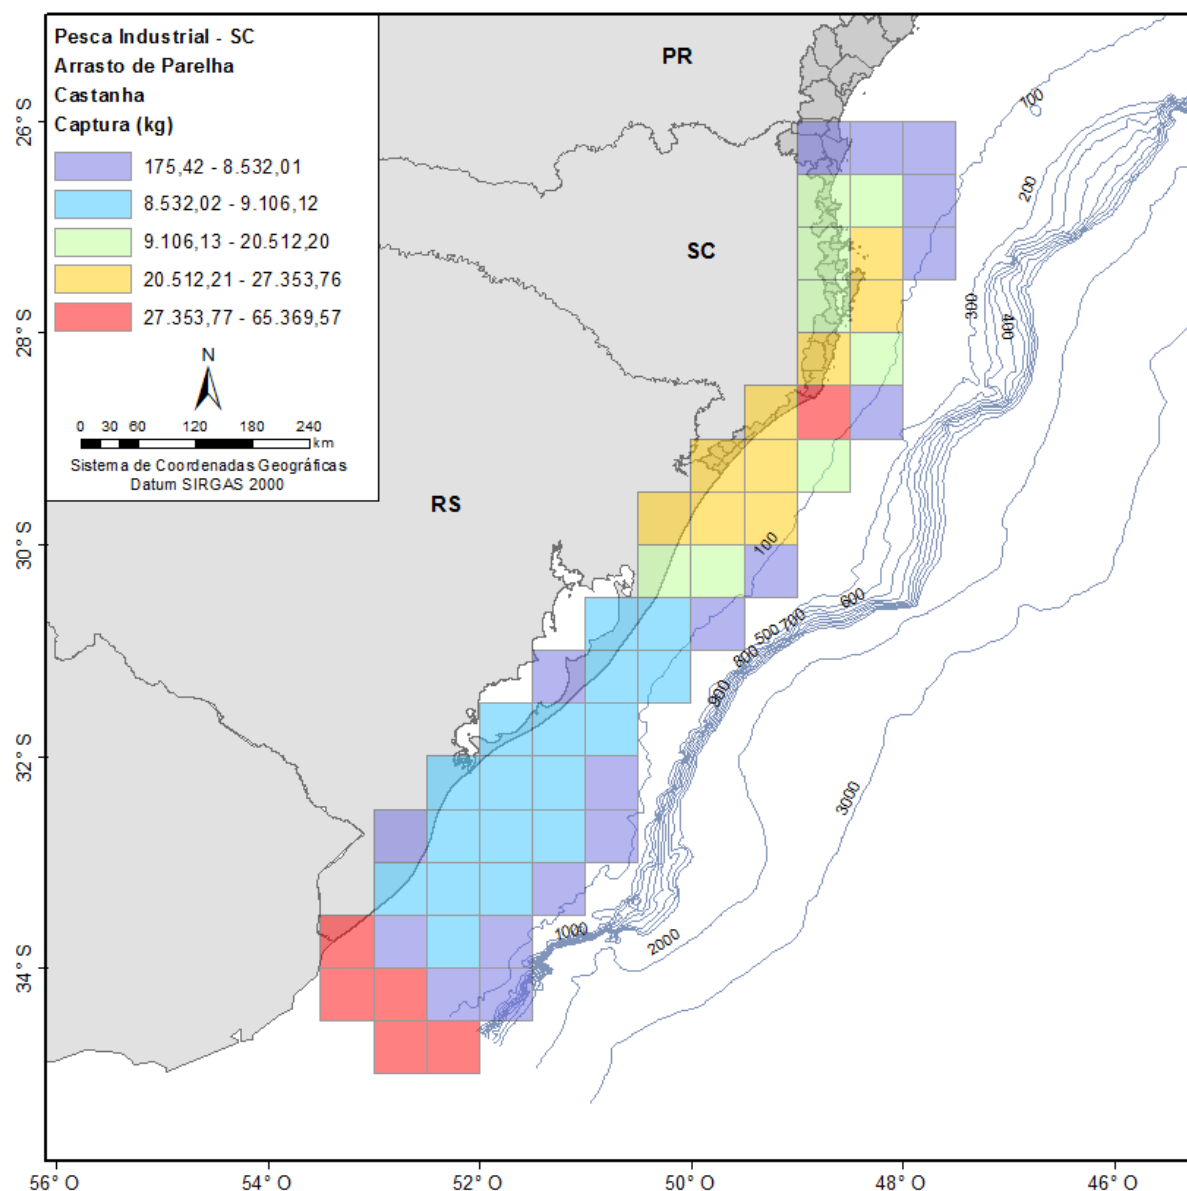 Pesca Industrial - SC
Arrasto de Parelha
Castanha
Captura (kg)
175,42 - 8.532,01
8.532,02 - 9.106,12
9.106,13 - 20.512,20
20.512,21 - 27.353,76
27.353,77 - 65.369,57
N
0 30 60 120 180 240
km
Sistema de Coordenadas Geográficas
Datum SIRGAS 2000
PR
SC
RS
700
200
300
400
100
600
700
500
800
900
3000
1000
2000
26° S
28° S
30° S
32° S
34° S
56° O
54° O
52° O
50° O
48° O
46° O